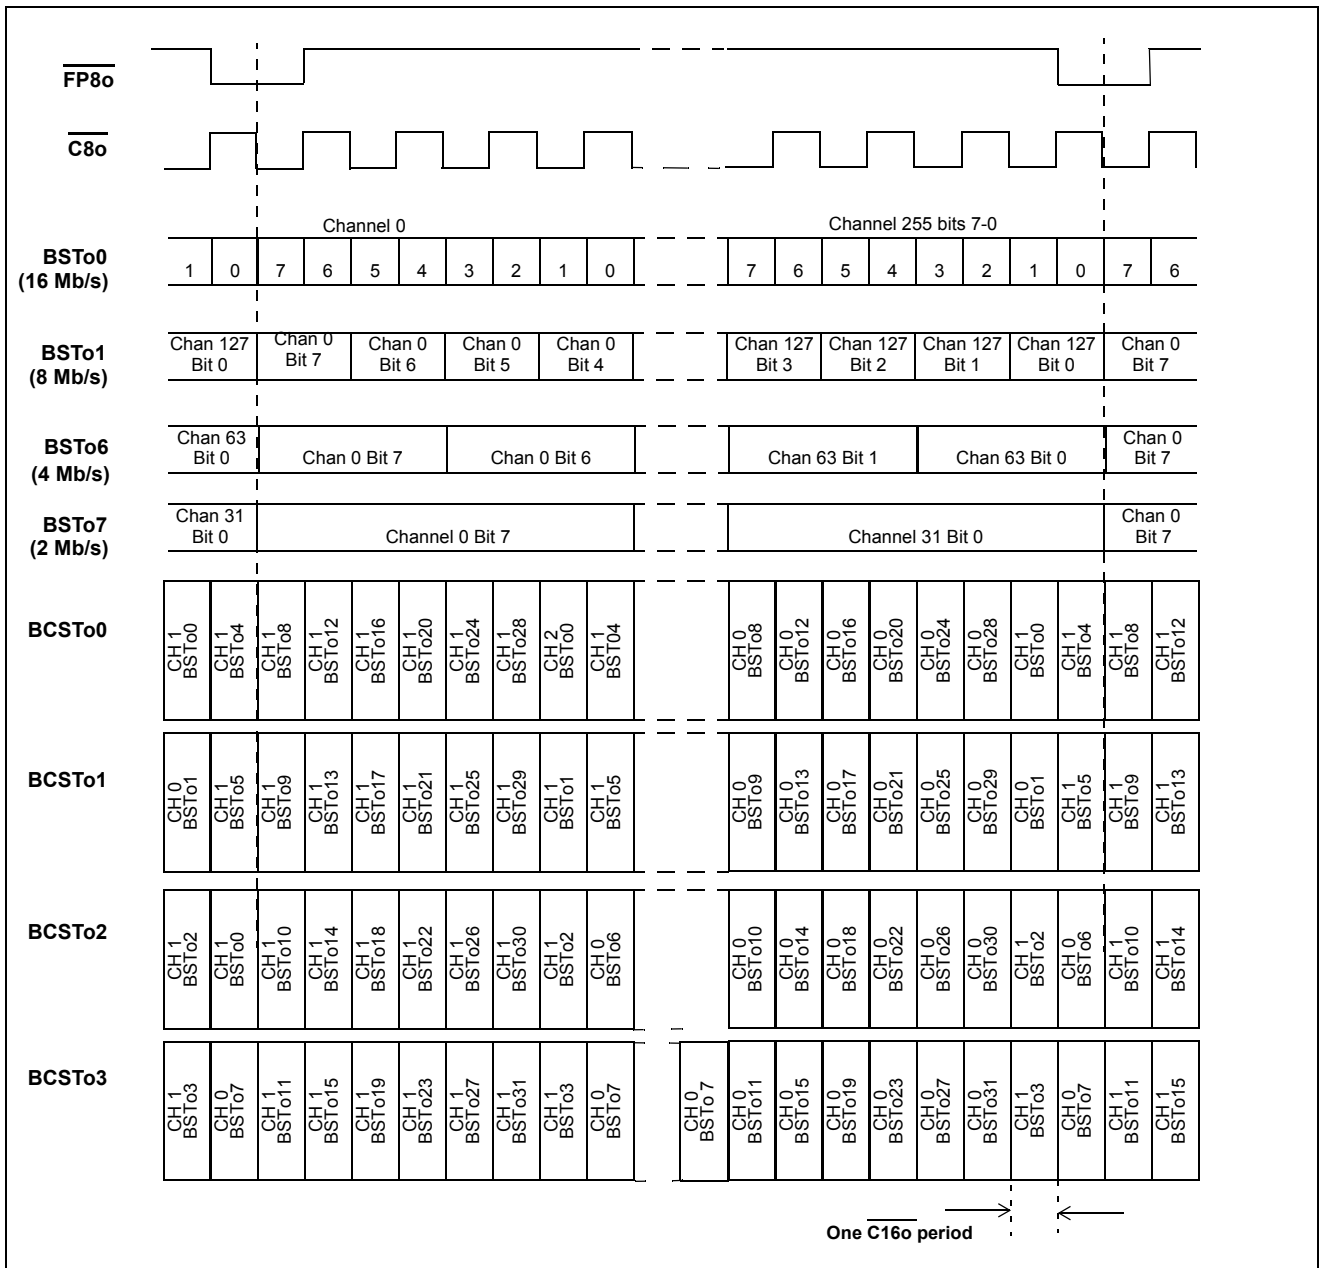 FP8o
C8o
Channel 0
Channel 255 bits 7-0
BSTo0
(16 Mb/s)
1 0 7 6 5 4 3 2 1 0 7 6 5 4 3 2 1 0 7 6
BSTo1
(8 Mb/s)
Chan 127 Bit 0
Chan 0 Bit 7
Chan 0 Bit 6
Chan 0 Bit 5
Chan 0 Bit 4
Chan 127 Bit 3
Chan 127 Bit 2
Chan 127 Bit 1
Chan 127 Bit 0
Chan 0 Bit 7
BSTo6
(4 Mb/s)
Chan 63 Bit 0
Chan 0 Bit 7
Chan 0 Bit 6
Chan 63 Bit 1
Chan 63 Bit 0
Chan 0 Bit 7
BSTo7
(2 Mb/s)
Chan 31 Bit 0
Channel 0 Bit 7
Channel 31 Bit 0
Chan 0 Bit 7
BCSTo0
CH 1 BSTo0
CH 1 BSTo4
CH 1 BSTo8
CH 1 BSTo12
CH 1 BSTo16
CH 1 BSTo20
CH 1 BSTo24
CH 1 BSTo28
CH 2 BSTo0
CH 1 BSTo4
CH 0 BSTo8
CH 0 BSTo12
CH 0 BSTo16
CH 0 BSTo20
CH 0 BSTo24
CH 0 BSTo28
CH 1 BSTo0
CH 1 BSTo4
CH 1 BSTo8
CH 1 BSTo12
BCSTo1
CH 0 BSTo1
CH 1 BSTo5
CH 1 BSTo9
CH 1 BSTo13
CH 1 BSTo17
CH 1 BSTo21
CH 1 BSTo25
CH 1 BSTo29
CH 1 BSTo1
CH 1 BSTo5
CH 0 BSTo9
CH 0 BSTo13
CH 0 BSTo17
CH 0 BSTo21
CH 0 BSTo25
CH 0 BSTo29
CH 0 BSTo1
CH 1 BSTo5
CH 1 BSTo9
CH 1 BSTo13
BCSTo2
CH 1 BSTo2
CH 1 BSTo0
CH 1 BSTo10
CH 1 BSTo14
CH 1 BSTo18
CH 1 BSTo22
CH 1 BSTo26
CH 1 BSTo30
CH 1 BSTo2
CH 0 BSTo6
CH 0 BSTo10
CH 0 BSTo14
CH 0 BSTo18
CH 0 BSTo22
CH 0 BSTo26
CH 0 BSTo30
CH 1 BSTo2
CH 0 BSTo6
CH 1 BSTo10
CH 1 BSTo14
BCSTo3
CH 1 BSTo3
CH 0 BSTo7
CH 1 BSTo11
CH 1 BSTo15
CH 1 BSTo19
CH 1 BSTo23
CH 1 BSTo27
CH 1 BSTo31
CH 1 BSTo3
CH 0 BSTo7
CH 0 BSTo 7
CH 0 BSTo11
CH 0 BSTo15
CH 0 BSTo19
CH 0 BSTo23
CH 0 BSTo27
CH 0 BSTo31
CH 1 BSTo3
CH 0 BSTo7
CH 1 BSTo11
CH 1 BSTo15
One C16o period